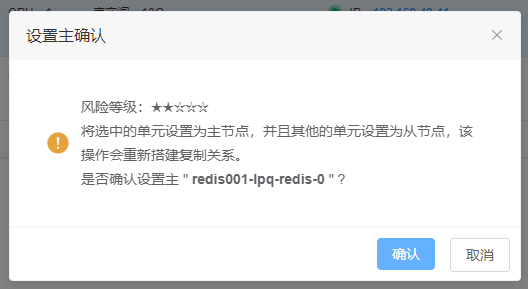 设置主确认
风险等级：★★☆☆☆
将选中的单元设置为主节点，并且其他的单元设置为从节点，该
操作会重新搭建复制关系。
是否确认设置主 " redis001-lpq-redis-0 "？
确认
取消